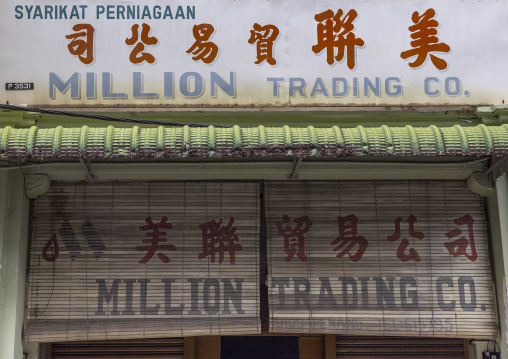 SYARIKAT PERNIAGAAN
司公易貿聯美
P 3531
MILLION TRADING CO.
美聯貿易公司
MILLION TRADING CO.